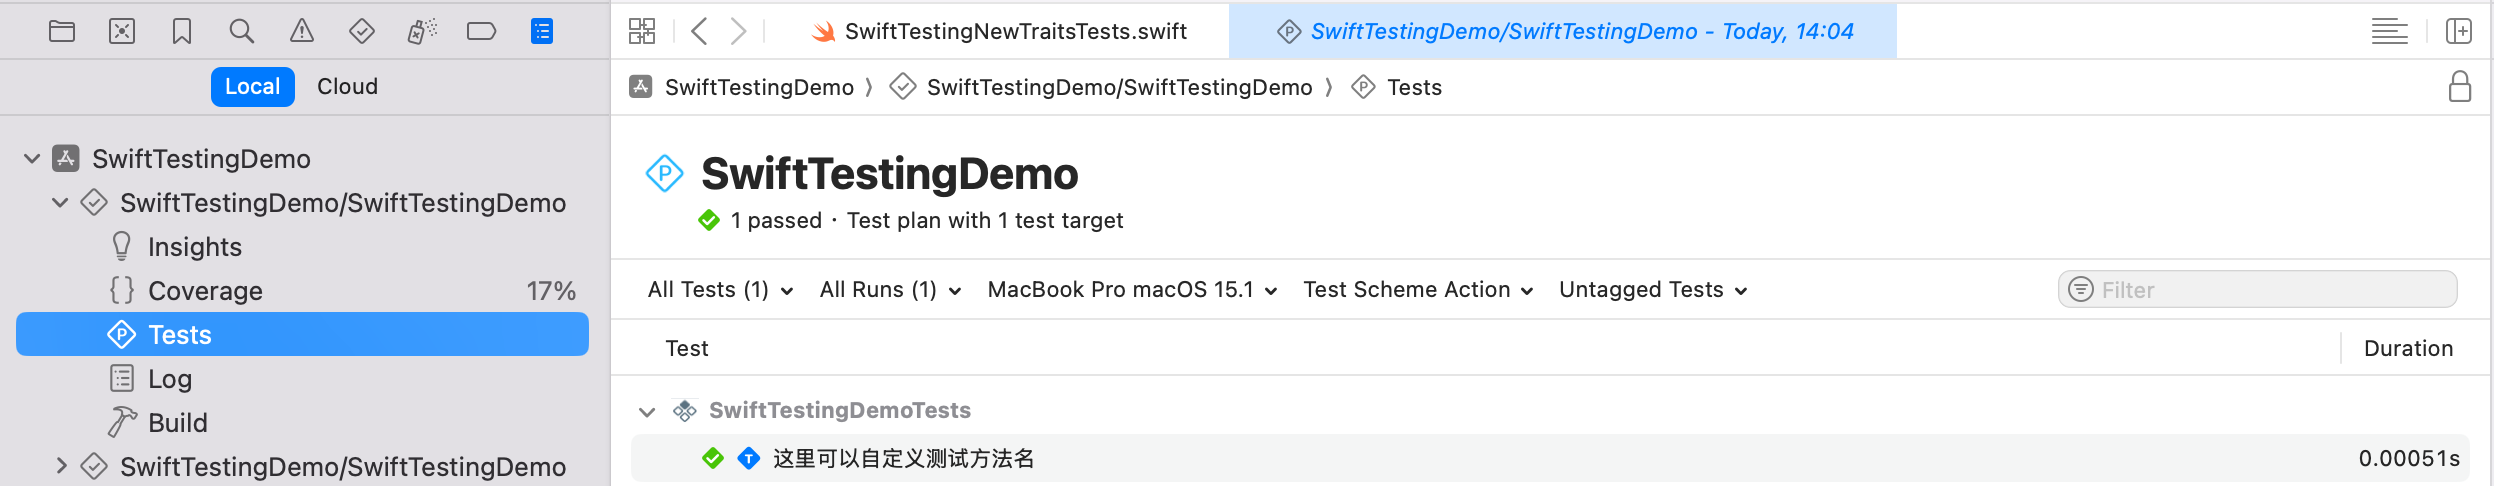 SwiftTestingNewTraitsTests.swift
SwiftTestingDemo/SwiftTestingDemo - Today, 14:04
Local Cloud
SwiftTestingDemo
SwiftTestingDemo/SwiftTestingDemo
Insights
Coverage 17%
Tests
Log
Build
SwiftTestingDemo/SwiftTestingDemo
SwiftTestingDemo SwiftTestingDemo/SwiftTestingDemo Tests
SwiftTestingDemo
1 passed · Test plan with 1 test target
All Tests (1) All Runs (1) MacBook Pro macOS 15.1 Test Scheme Action Untagged Tests Filter
Test Duration
SwiftTestingDemoTests
这里可以自定义测试方法名 0.00051s